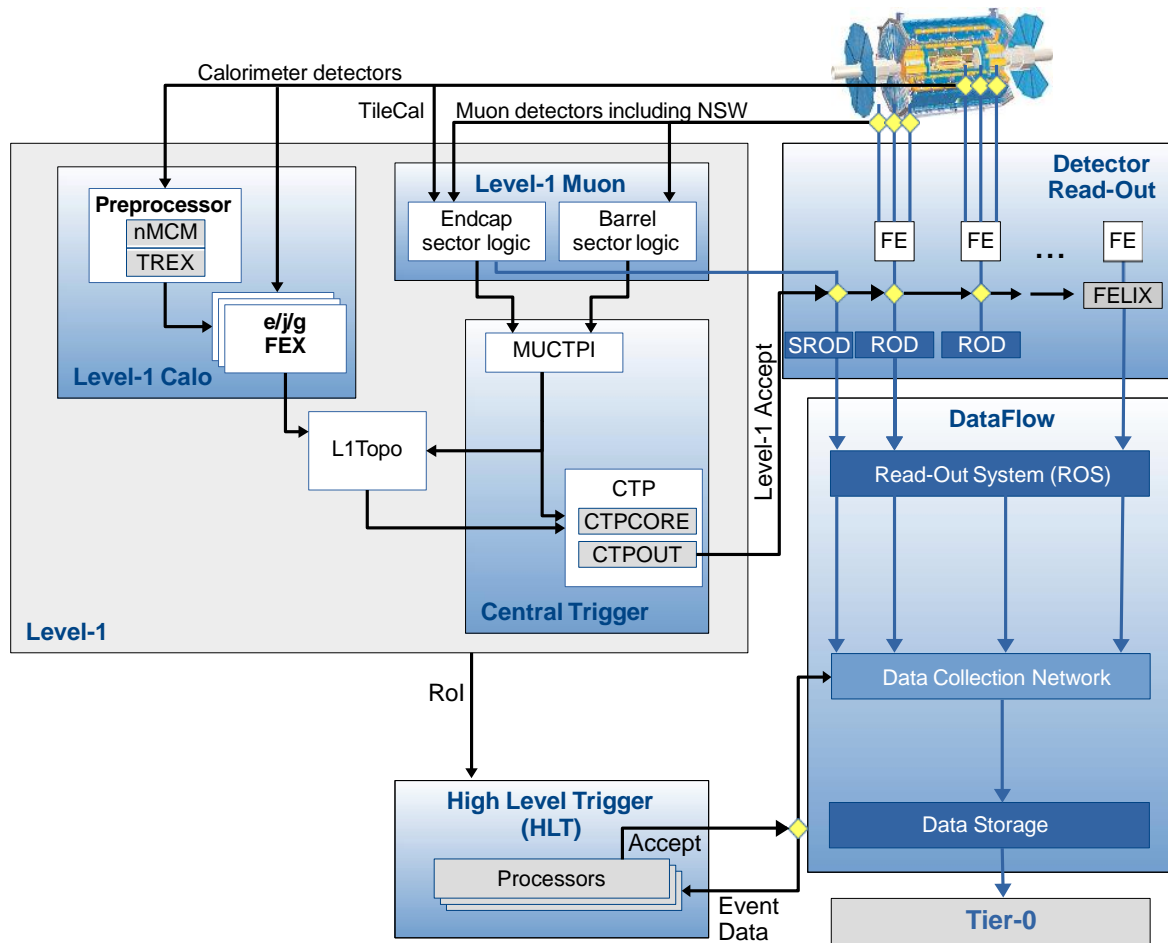 Calorimeter detectors
TileCal
Muon detectors including NSW
Detector
Read-Out
Level-1 Muon
Preprocessor
nMCM
TREX
Endcap
sector logic
Barrel
sector logic
FE
FE
...
FE
FELIX
e/j/g
FEX
Level-1 Calo
MUCTPI
SROD
ROD
ROD
Level-1 Accept
DataFlow
L1Topo
Read-Out System (ROS)
CTP
CTPCORE
CTPOUT
Central Trigger
Level-1
RoI
Data Collection Network
High Level Trigger
(HLT)
Accept
Processors
Data Storage
Event
Data
Tier-0